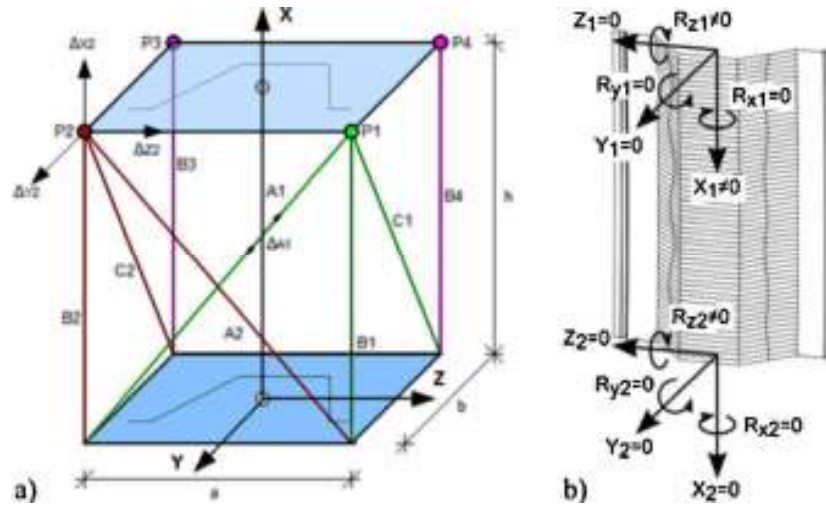 X
ΔX2
P3
P4
P2
ΔZ2
P1
ΔY2
B3
A1
B4
h
C1
ΔA1
C2
B2
A2
B1
Z
b
Y
a
a)
Z1=0
Rz1≠0
Ry1=0
Rx1=0
Y1=0
X1≠0
Rz2≠0
Z2=0
Ry2=0
Rx2=0
Y2=0
X2=0
b)